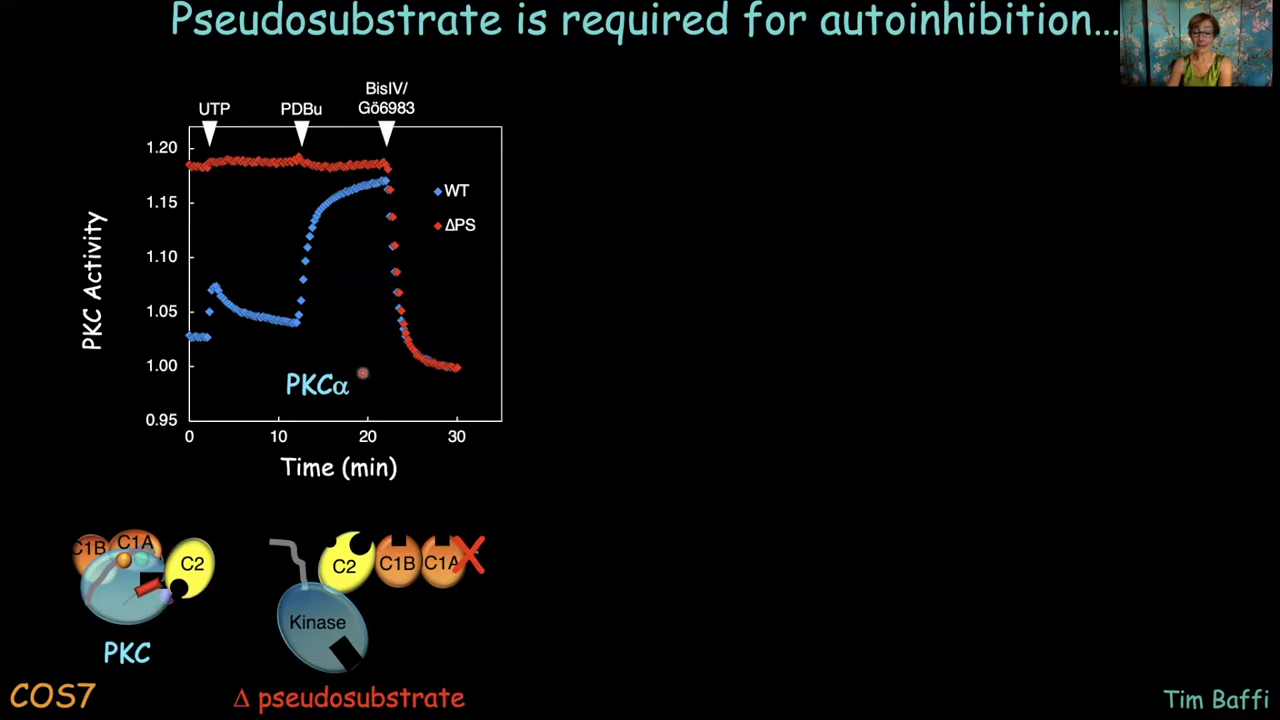 Pseudosubstrate is required for autoinhibition…
BisIV/
UTP PDBu Gö6983
1.20
1.15
1.10
1.05
1.00
0.95
PKC Activity
WT
ΔPS
PKCα
0 10 20 30
Time (min)
C1B C1A C2
PKC
C2 C1B C1A
Kinase
Δ pseudosubstrate
COS7
Tim Baffi